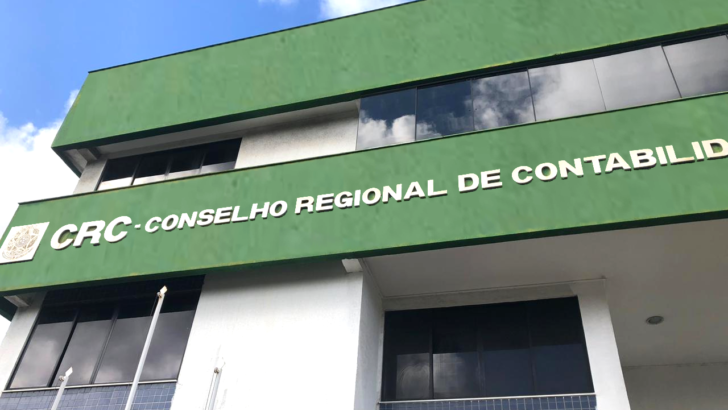 CRC - CONSELHO REGIONAL DE CONTABILID